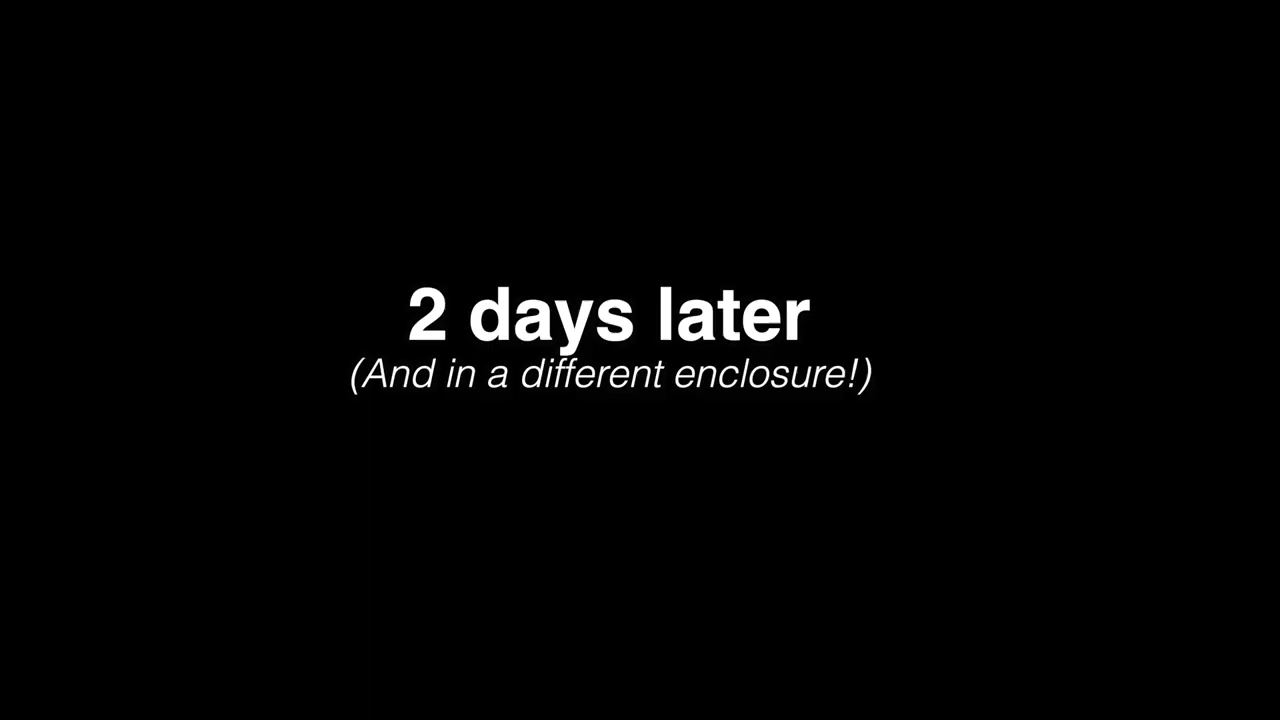 2 days later
(And in a different enclosure!)